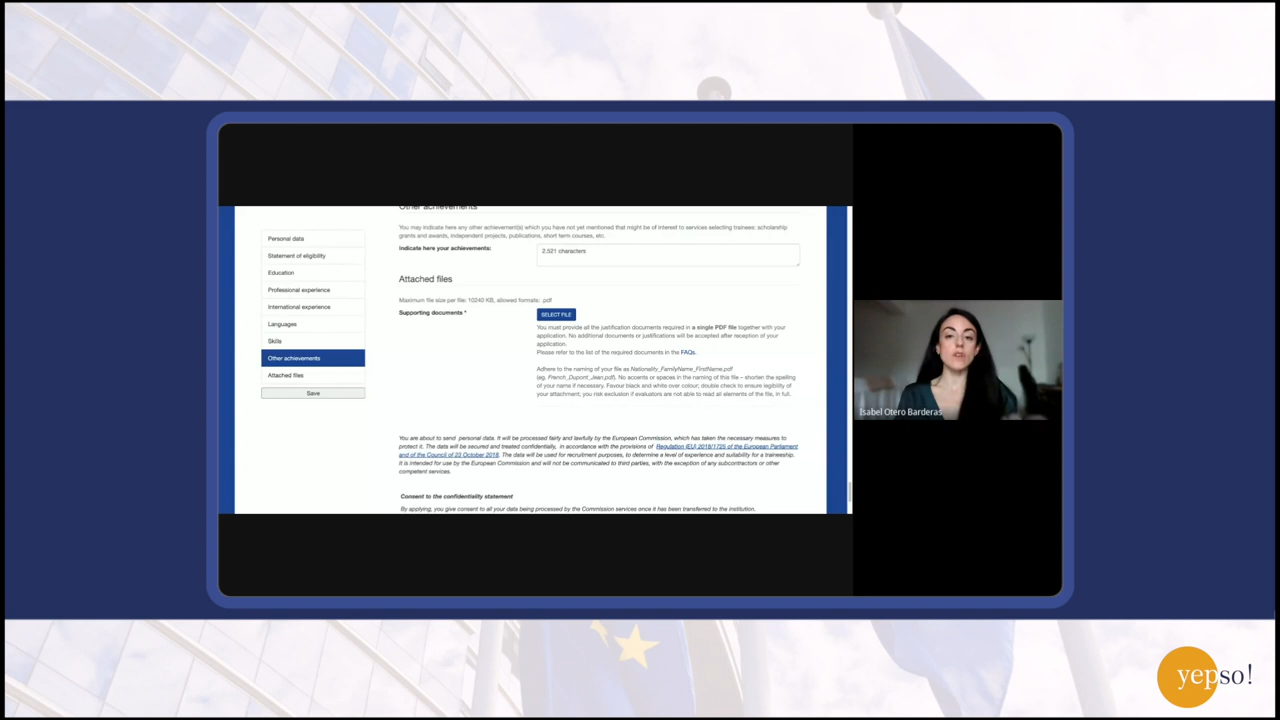 Other achievements
You may indicate here any other achievement(s) which you have not yet mentioned that might be of interest to services selecting trainees: scholarship
grants and awards, independent projects, publications, short term courses, etc.
Indicate here your achievements:
2.521 characters
Personal data
Statement of eligibility
Education
Professional experience
International experience
Languages
Skills
Other achievements
Attached files
Save
Attached files
Maximum file size per file: 10240 KB, allowed formats: .pdf
Supporting documents *
SELECT FILE
You must provide all the justification documents required in a single PDF file together with your
application. No additional documents or justifications will be accepted after reception of your
application.
Please refer to the list of the required documents in the FAQs.
Adhere to the naming of your file as Nationality_FamilyName_FirstName.pdf
(eg. French_Dupont_Jean.pdf). No accents or spaces in the naming of this file – shorten the spelling
of your name if necessary. Favour black and white over colour; double check to ensure legibility of
your attachment; you risk exclusion if evaluators are not able to read all elements of the file, in full.
You are about to send personal data. It will be processed fairly and lawfully by the European Commission, which has taken the necessary measures to
protect it. The data will be secured and treated confidentially, in accordance with the provisions of Regulation (EU) 2018/1725 of the European Parliament
and of the Council of 23 October 2018. The data will be used for recruitment purposes, to determine a level of experience and suitability for a traineeship.
It is intended for use by the European Commission and will not be communicated to third parties, with the exception of any subcontractors or other
competent services.
Consent to the confidentiality statement
By applying, you give consent to all your data being processed by the Commission services once it has been transferred to the institution.
Isabel Otero Barderas
yepso!